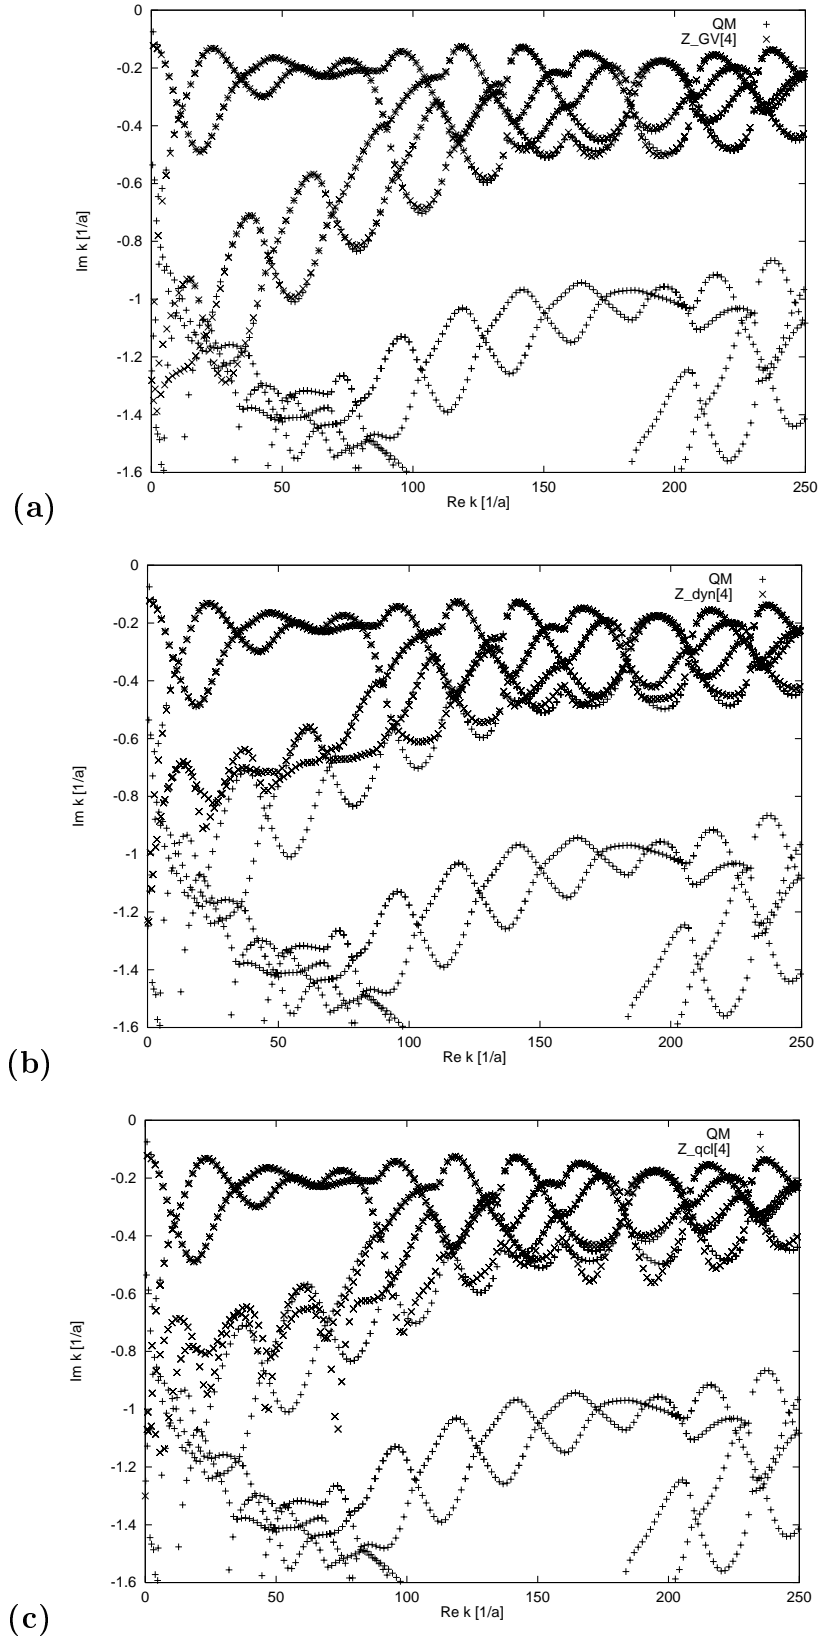 0
QM
Z_GV[4]
-0.2
-0.4
-0.6
-0.8
-1
-1.2
-1.4
-1.6
Im k [1/a]
0 50 100 150 200 250
Re k [1/a]
(a)
0
QM
Z_dyn[4]
-0.2
-0.4
-0.6
-0.8
-1
-1.2
-1.4
-1.6
Im k [1/a]
0 50 100 150 200 250
Re k [1/a]
(b)
0
QM
Z_qcl[4]
-0.2
-0.4
-0.6
-0.8
-1
-1.2
-1.4
-1.6
Im k [1/a]
0 50 100 150 200 250
Re k [1/a]
(c)